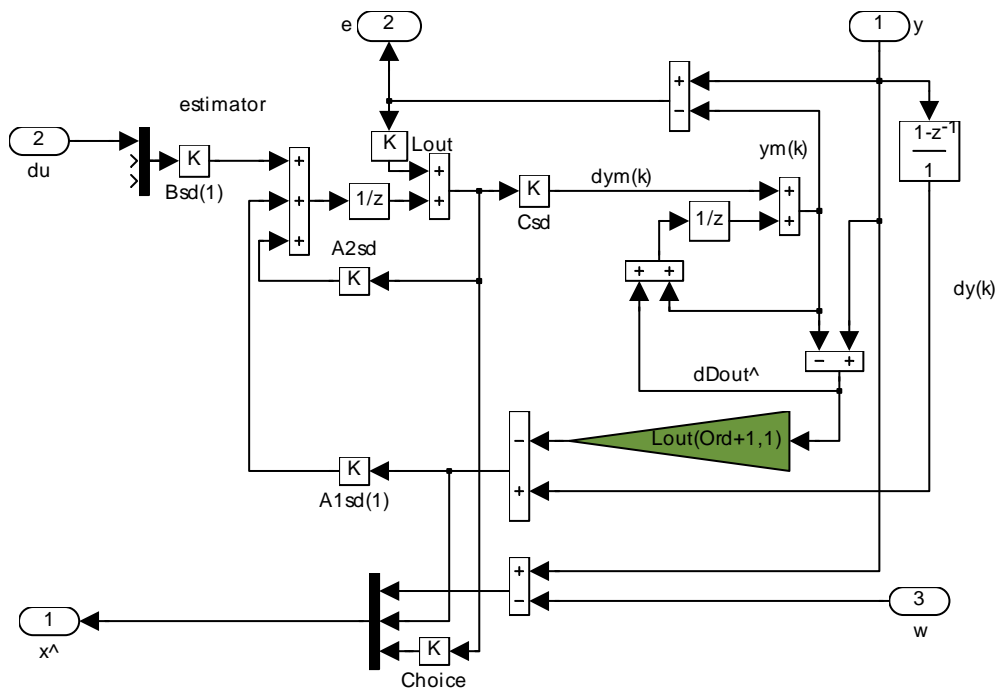 e
2
1
y
estimator
+
−
1-z⁻¹
1
2
du
K
Lout
ym(k)
K
Bsd(1)
+
+
+
1/z
+
+
K
Csd
dym(k)
+
+
1/z
A2sd
K
+ +
dy(k)
− +
dDout^
−
Lout(Ord+1,1)
K
A1sd(1)
+
+
−
3
w
1
x^
K
Choice